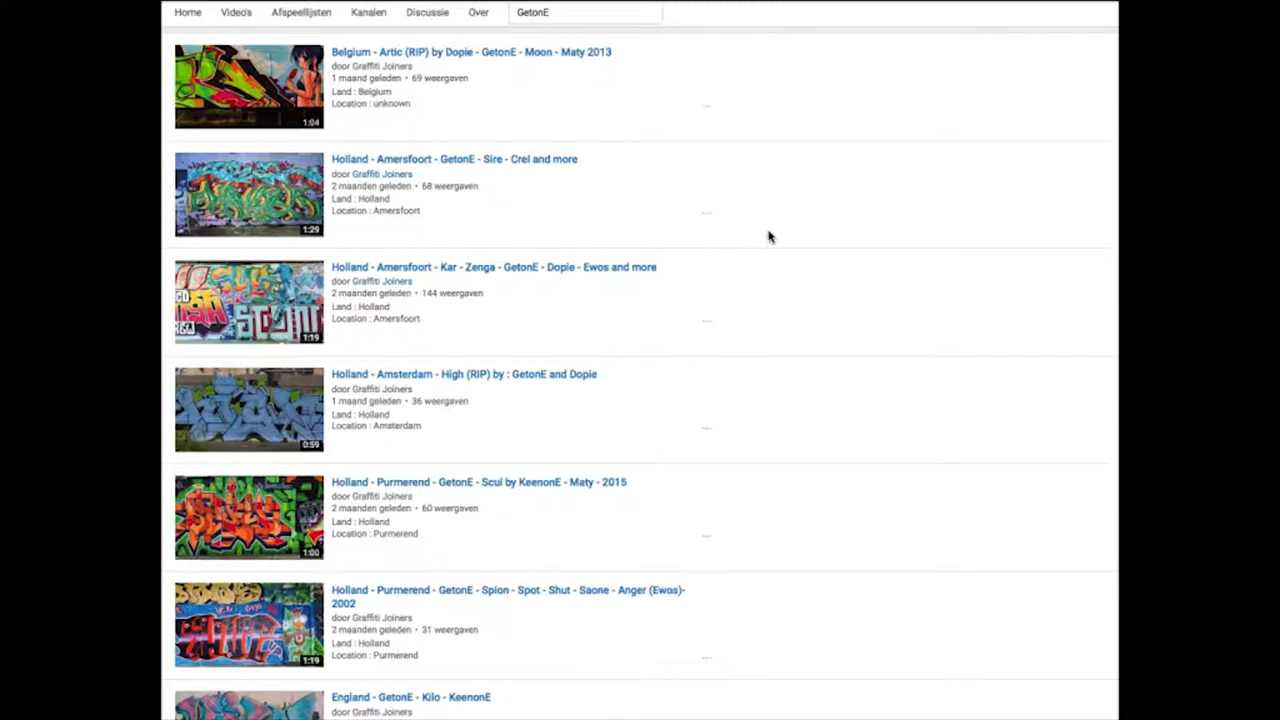 Home Video's Afspeellijsten Kanalen Discussie Over GetonE
Belgium - Artic (RIP) by Dopie - GetonE - Moon - Maty 2013
door Graffiti Joiners
1 maand geleden • 69 weergaven
Land : Belgium
Location : unknown
1:04
Holland - Amersfoort - GetonE - Sire - Crel and more
door Graffiti Joiners
2 maanden geleden • 68 weergaven
Land : Holland
Location : Amersfoort
1:29
Holland - Amersfoort - Kar - Zenga - GetonE - Dopie - Ewos and more
door Graffiti Joiners
2 maanden geleden • 144 weergaven
Land : Holland
Location : Amersfoort
1:19
Holland - Amsterdam - High (RIP) by : GetonE and Dopie
door Graffiti Joiners
1 maand geleden • 36 weergaven
Land : Holland
Location : Amsterdam
0:59
Holland - Purmerend - GetonE - Scul by KeenonE - Maty - 2015
door Graffiti Joiners
2 maanden geleden • 60 weergaven
Land : Holland
Location : Purmerend
1:00
Holland - Purmerend - GetonE - Spion - Spot - Shut - Saone - Anger (Ewos)-
2002
door Graffiti Joiners
2 maanden geleden • 31 weergaven
Land : Holland
Location : Purmerend
1:19
England - GetonE - Kilo - KeenonE
door Graffiti Joiners